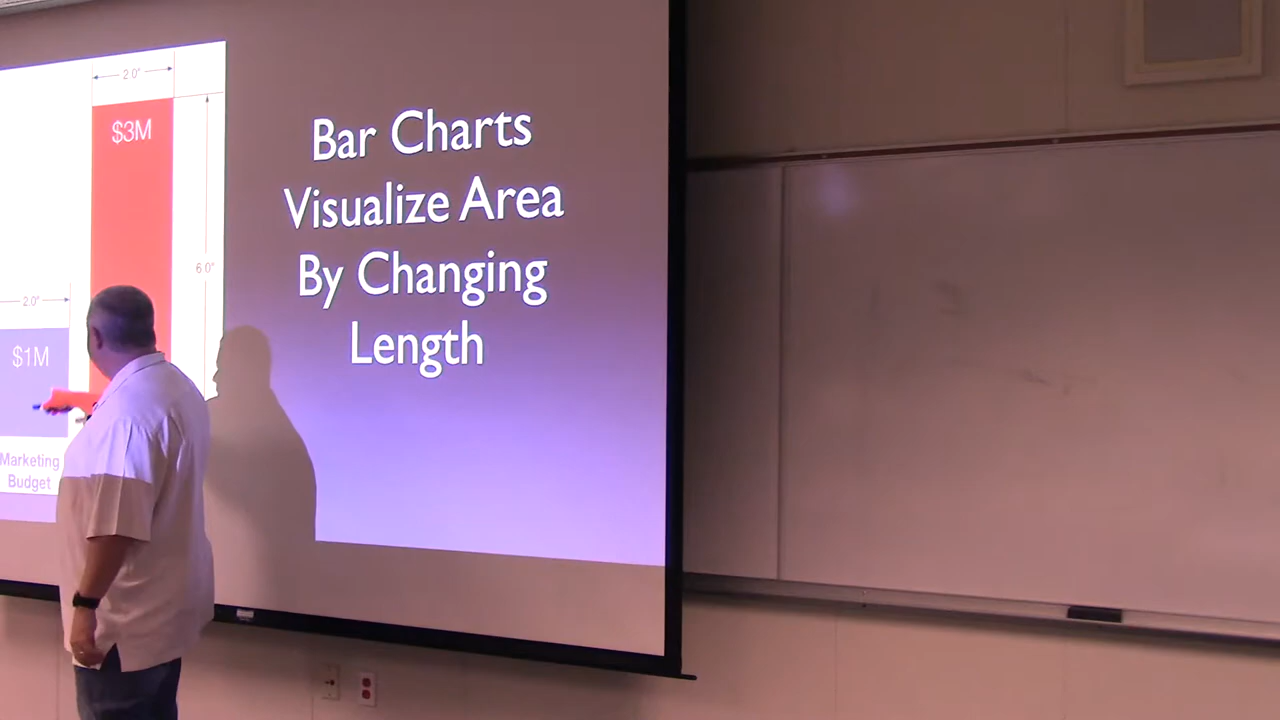 2.0"
$3M
6.0"
2.0"
$1M
Marketing
Budget
Bar Charts
Visualize Area
By Changing
Length